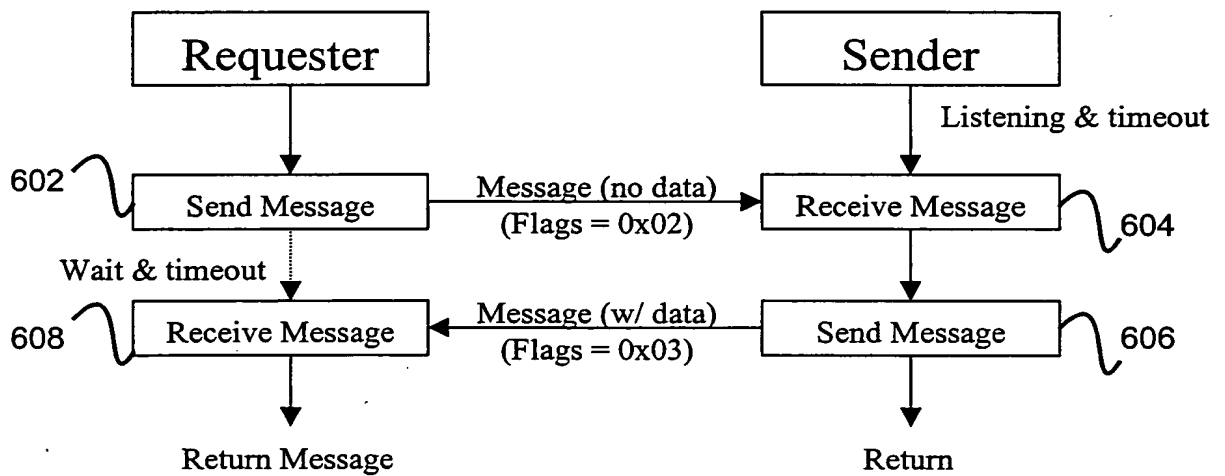 Requester
Sender
Listening & timeout
602
Send Message
Message (no data)
(Flags = 0x02)
Receive Message
604
Wait & timeout
608
Receive Message
Message (w/ data)
(Flags = 0x03)
Send Message
606
Return Message
Return